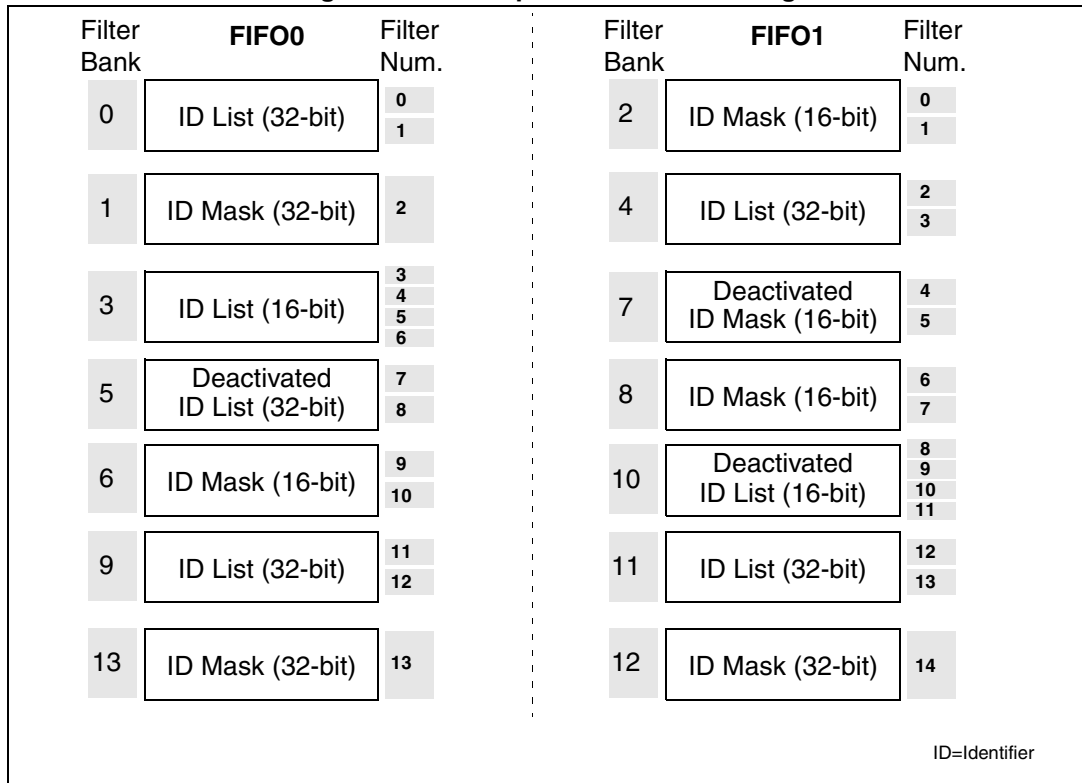 Filter Bank
FIFO0
Filter Num.
0
ID List (32-bit)
0
1
1
ID Mask (32-bit)
2
3
ID List (16-bit)
3
4
5
6
5
Deactivated
ID List (32-bit)
7
8
6
ID Mask (16-bit)
9
10
9
ID List (32-bit)
11
12
13
ID Mask (32-bit)
13
Filter Bank
FIFO1
Filter Num.
2
ID Mask (16-bit)
0
1
4
ID List (32-bit)
2
3
7
Deactivated
ID Mask (16-bit)
4
5
8
ID Mask (16-bit)
6
7
10
Deactivated
ID List (16-bit)
8
9
10
11
11
ID List (32-bit)
12
13
12
ID Mask (32-bit)
14
ID=Identifier